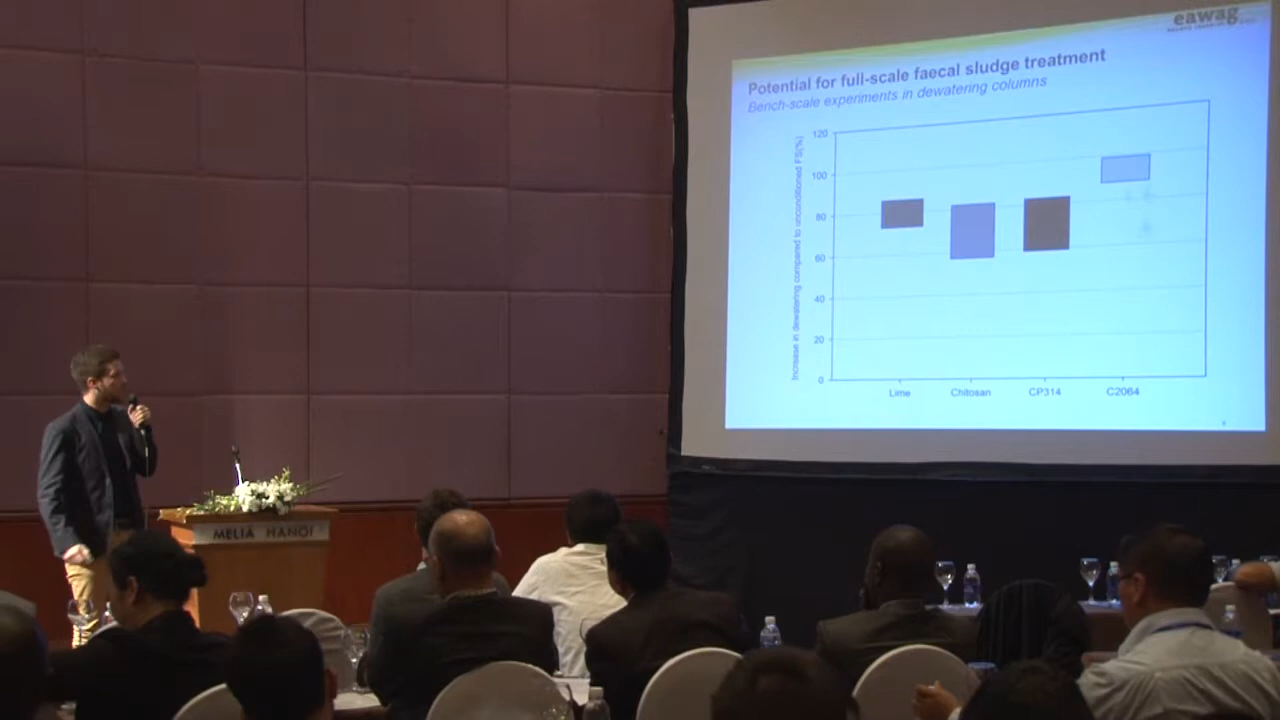 eawag
Potential for full-scale faecal sludge treatment
Bench-scale experiments in dewatering columns
Increase in dewatering compared to unconditioned FS(%)
120
100
80
60
40
20
0
Lime
Chitosan
CP314
C2064
MELIÃ HANOI